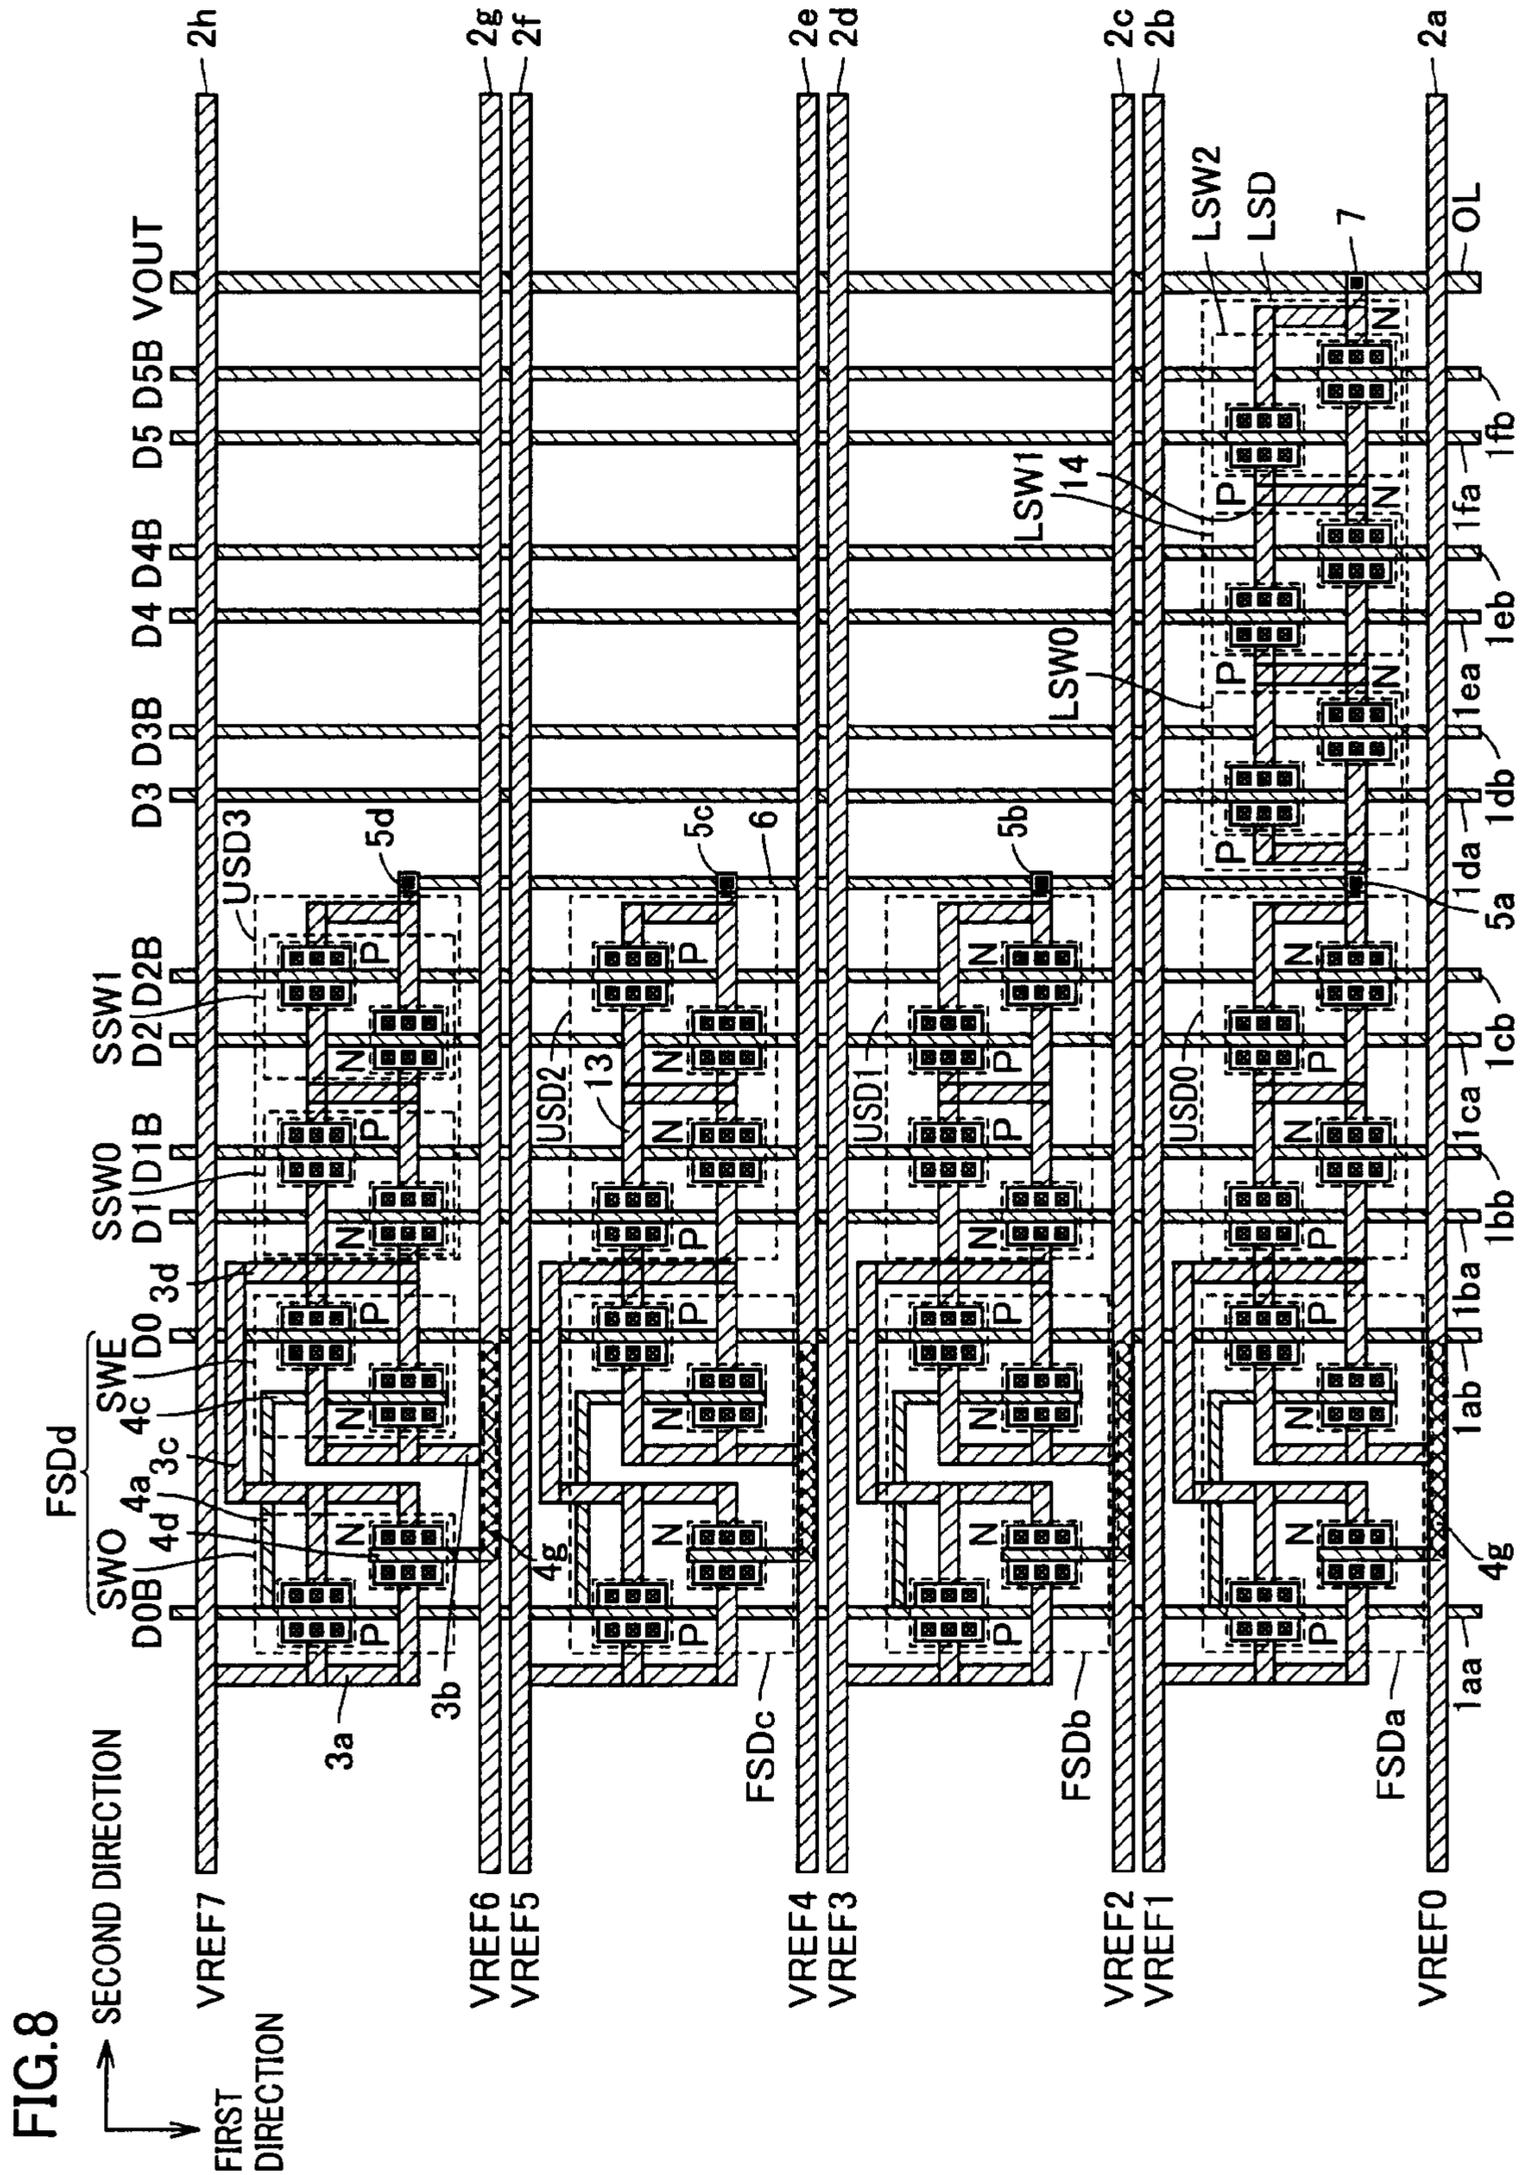 FIG.8
SECOND DIRECTION
FIRST
DIRECTION
FSDd
SWO
SWE
SSW0
SSW1
D0B
4d
4a
3c
4c
D0
3d
D1
D1B
D2
D2B
USD3
D3
D3B
D4
D4B
D5
D5B
VOUT
VREF7
2h
P
N
N
P
N
P
N
P
5d
3a
3b
4g
VREF6
2g
VREF5
2f
USD2
13
P
N
N
P
P
N
N
P
5c
6
FSDc
VREF4
2e
VREF3
2d
USD1
P
N
N
P
N
P
P
N
5b
FSDb
LSW0
LSW1
14
VREF2
2c
VREF1
2b
USD0
LSW2
LSD
P
N
N
P
P
N
P
N
P
N
P
N
P
N
7
FSDa
VREF0
2a
4g
5a
OL
1aa
1ab
1ba
1bb
1ca
1cb
1da
1db
1ea
1eb
1fa
1fb